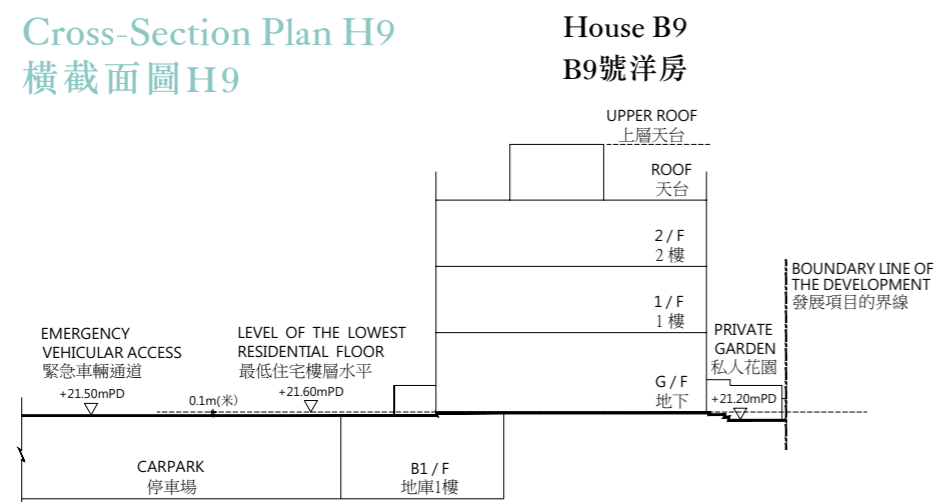 Cross-Section Plan H9
橫截面圖H9
House B9
B9號洋房
UPPER ROOF
上層天台
ROOF
天台
2 / F
2 樓
1 / F
1 樓
G / F
地下
BOUNDARY LINE OF
THE DEVELOPMENT
發展項目的界線
PRIVATE
GARDEN
私人花園
+21.20mPD
EMERGENCY
VEHICULAR ACCESS
緊急車輛通道
+21.50mPD
0.1m(米)
LEVEL OF THE LOWEST
RESIDENTIAL FLOOR
最低住宅樓層水平
+21.60mPD
CARPARK
停車場
B1 / F
地庫1樓